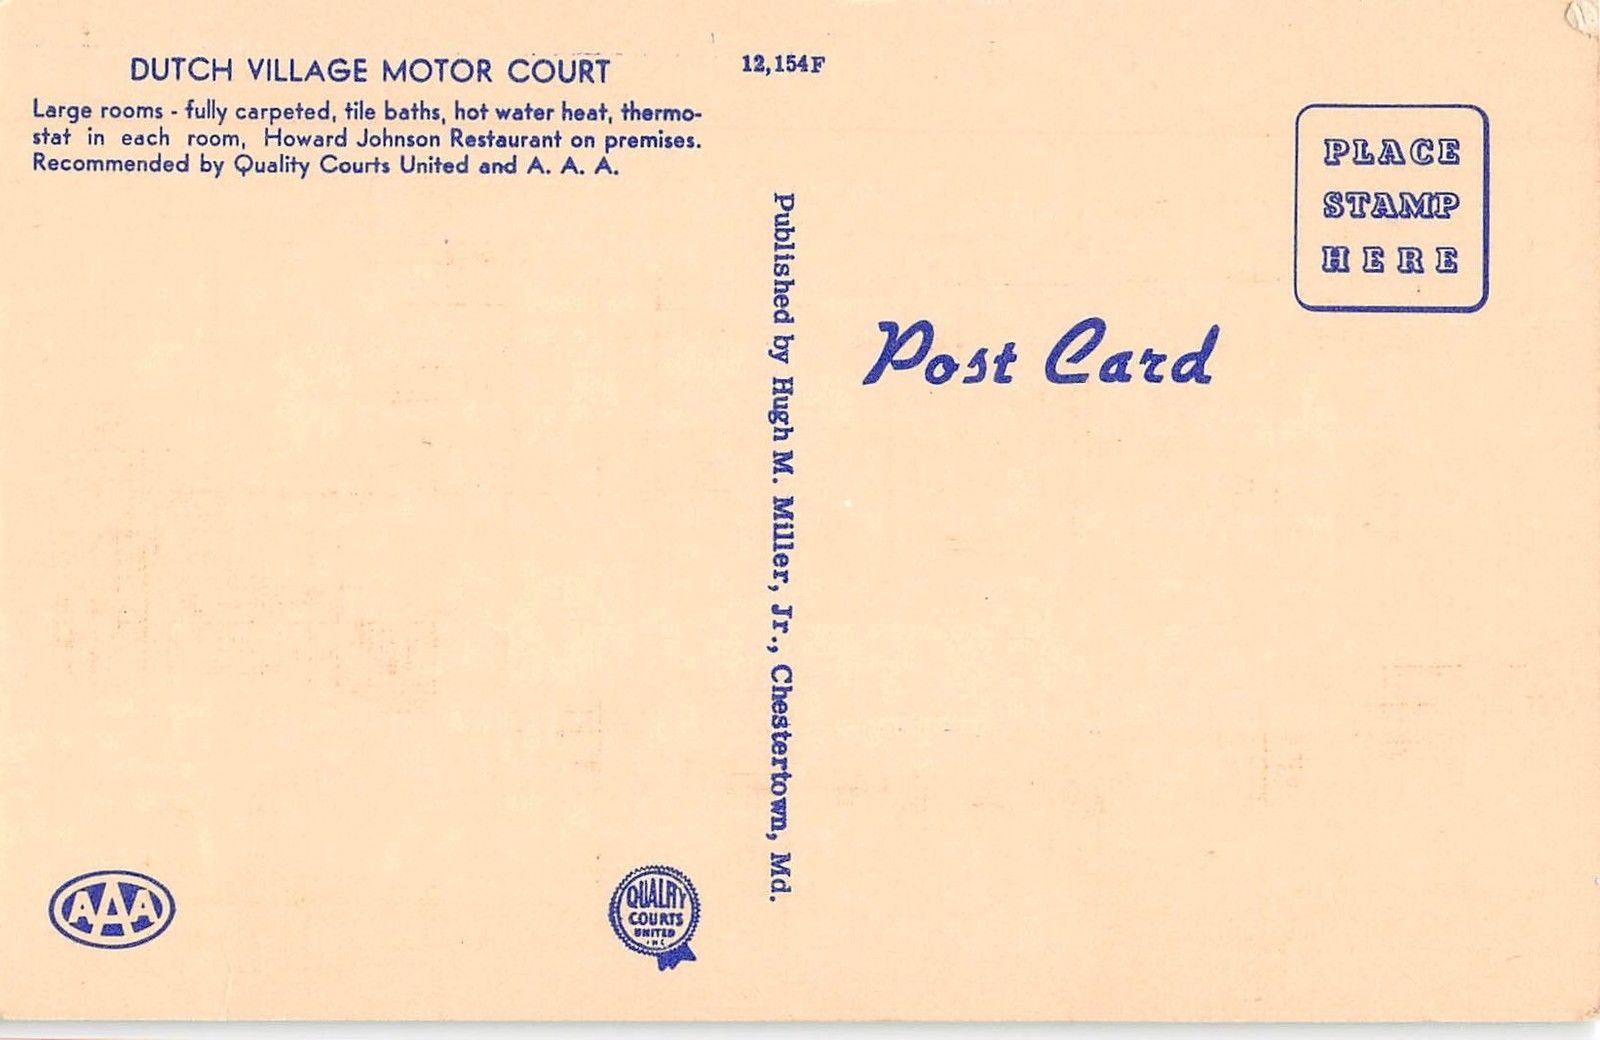 DUTCH VILLAGE MOTOR COURT
Large rooms - fully carpeted, tile baths, hot water heat, thermo-
stat in each room, Howard Johnson Restaurant on premises.
Recommended by Quality Courts United and A. A. A.
12,154F
Published by Hugh M. Miller, Jr., Chestertown, Md.
PLACE
STAMP
HERE
Post Card
AAA
QUALITY
COURTS
UNITED
INC